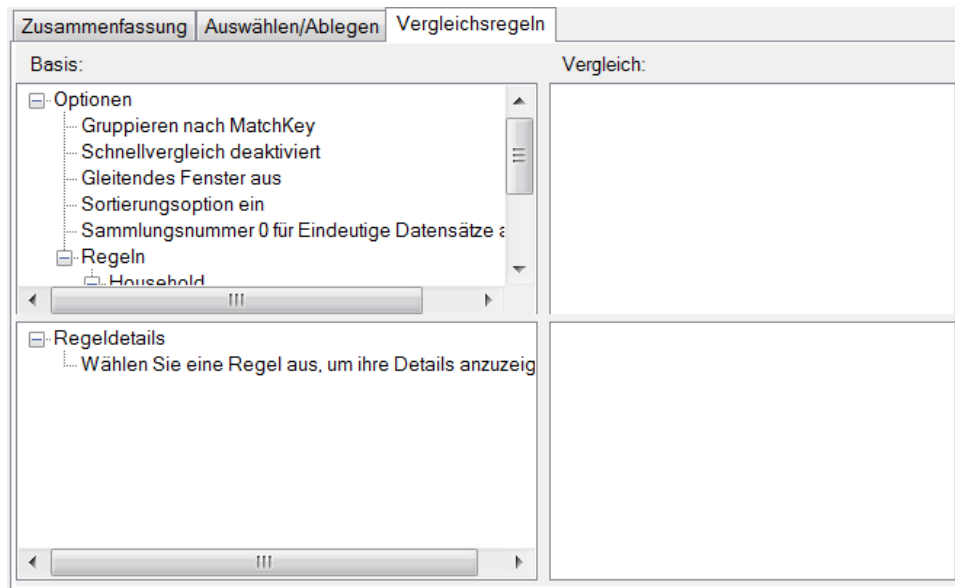 Zusammenfassung Auswählen/Ablegen Vergleichsregeln
Basis: Vergleich:
Optionen
Gruppieren nach MatchKey
Schnellvergleich deaktiviert
Gleitendes Fenster aus
Sortierungsoption ein
Sammlungsnummer 0 für Eindeutige Datensätze a
Regeln
Household
Regeldetails
Wählen Sie eine Regel aus, um ihre Details anzuzeig